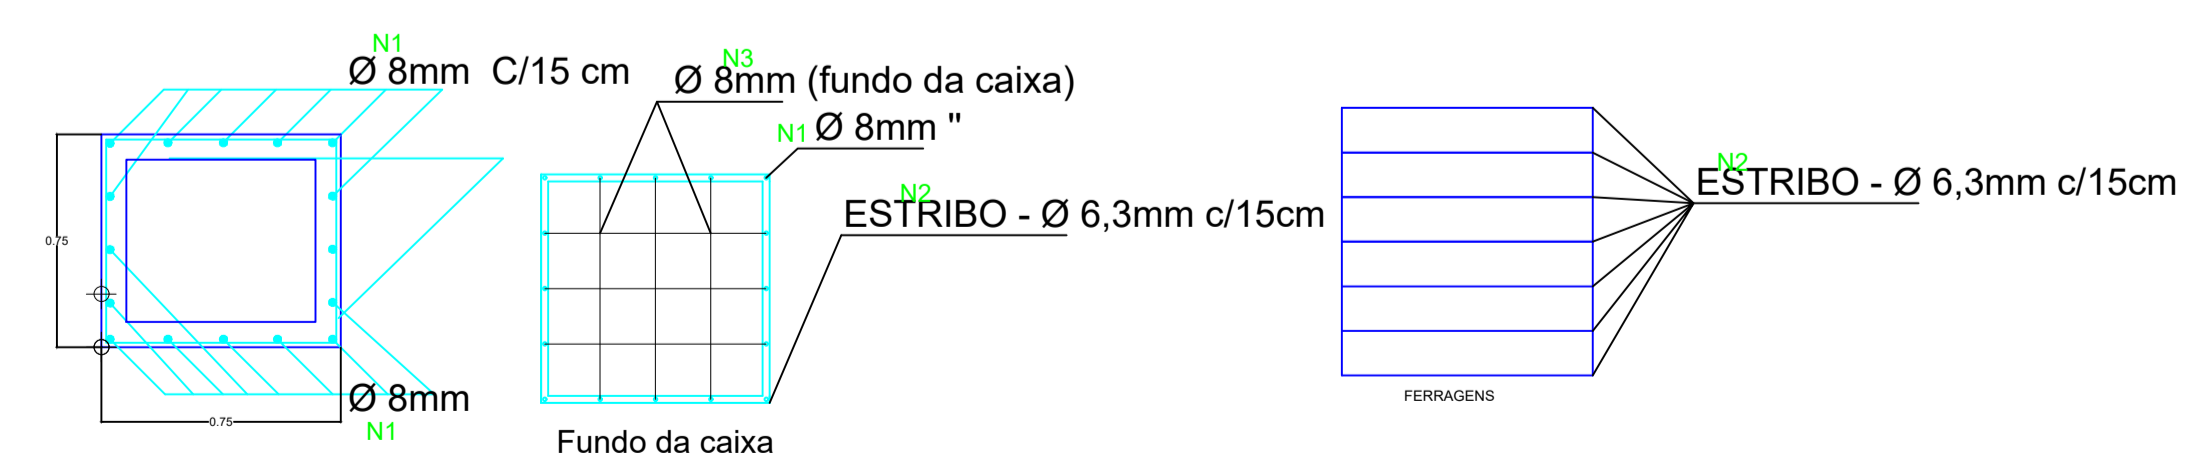 N1
Ø 8mm C/15 cm
N3
Ø 8mm (fundo da caixa)
N1 Ø 8mm "
N2
ESTRIBO - Ø 6,3mm c/15cm
N2
ESTRIBO - Ø 6,3mm c/15cm
0.75
0.75
Ø 8mm
N1
Fundo da caixa
FERRAGENS